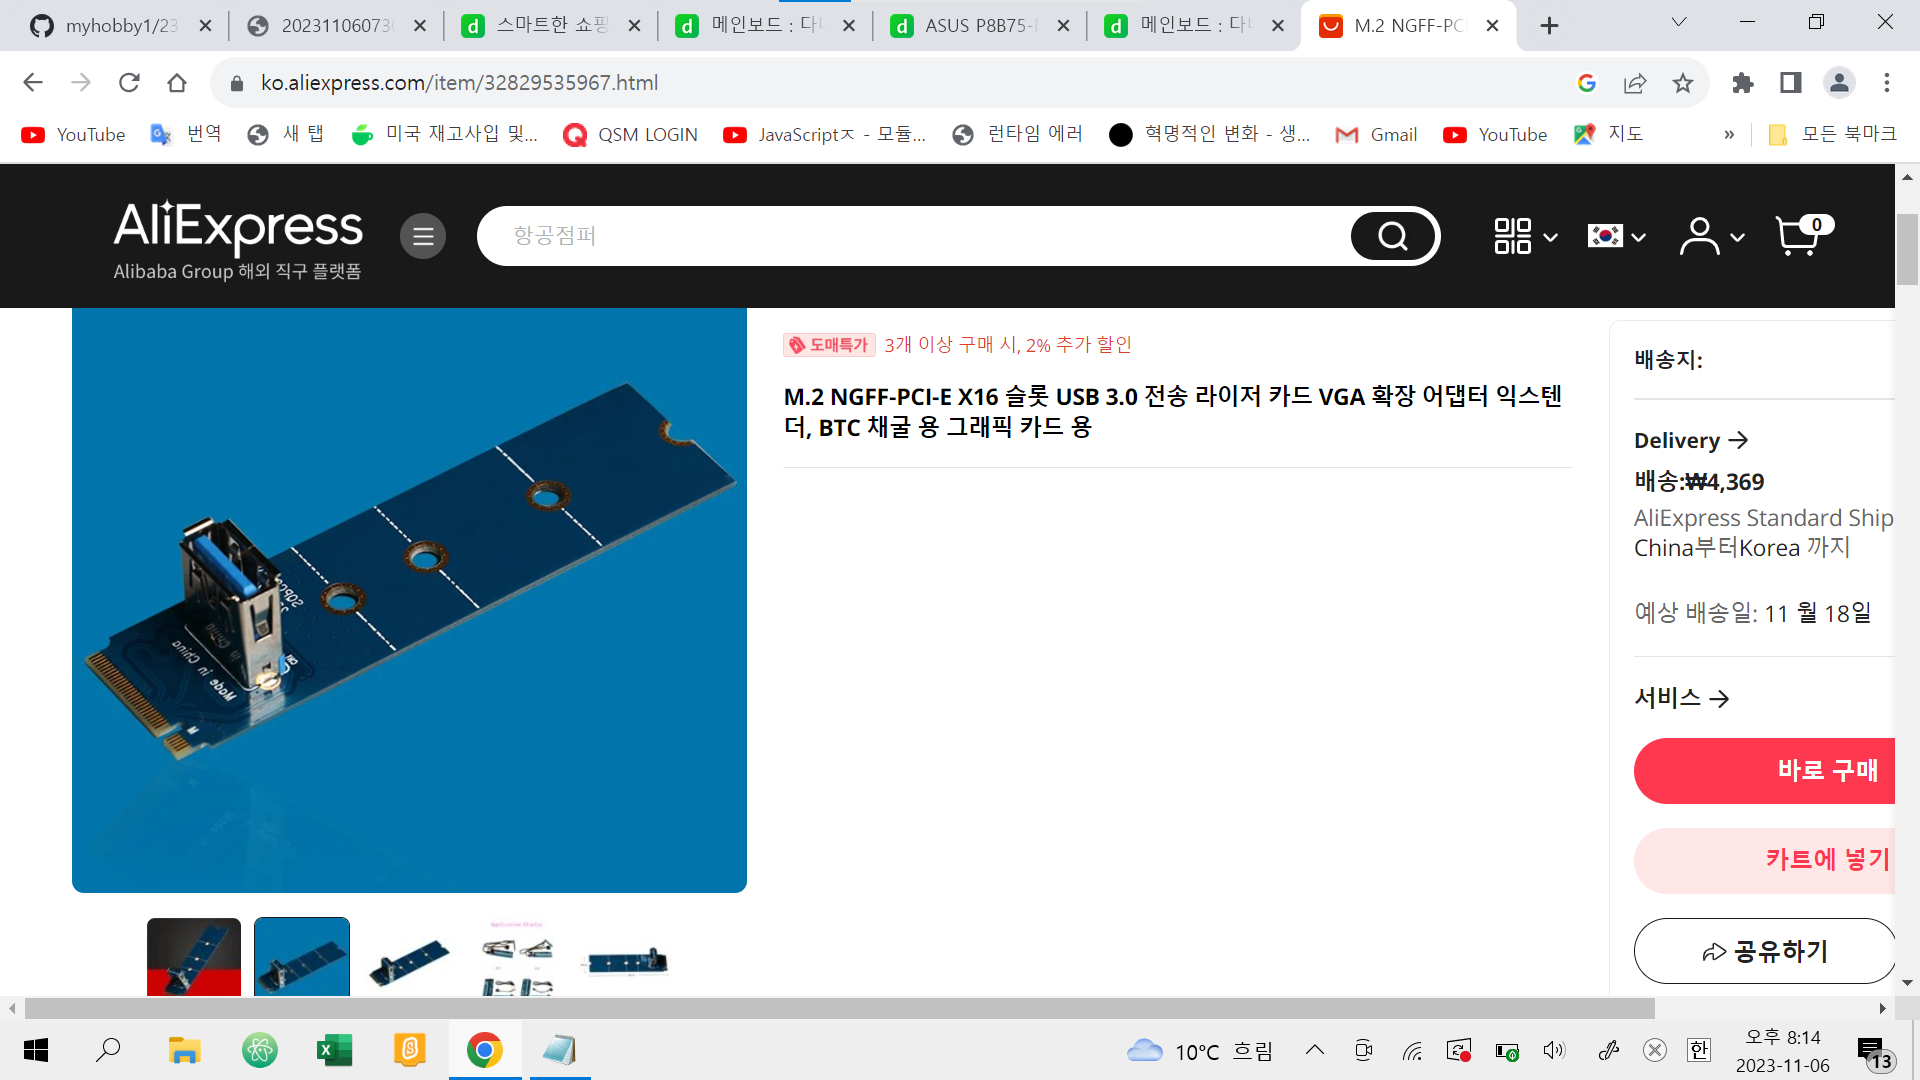 myhobby1/23
2023110607３
스마트한 쇼핑
메인보드 : 다나
ASUS P8B75-
메인보드 : 다나
M.2 NGFF-PCI
ko.aliexpress.com/item/32829535967.html
YouTube
번역
새 탭
미국 재고사입 및...
QSM LOGIN
JavaScriptㅈ - 모듈...
런타임 에러
혁명적인 변화 - 생...
Gmail
YouTube
지도
»
모든 북마크
AliExpress
Alibaba Group 해외 직구 플랫폼
항공점퍼
0
도매특가 3개 이상 구매 시, 2% 추가 할인
M.2 NGFF-PCI-E X16 슬롯 USB 3.0 전송 라이저 카드 VGA 확장 어댑터 익스텐
더, BTC 채굴 용 그래픽 카드 용
배송지:
Delivery
배송:₩4,369
AliExpress Standard Ship
China부터Korea 까지
예상 배송일: 11 월 18일
서비스
바로 구매
카트에 넣기
공유하기
Made in China
M
Application Display
10°C 흐림
한
오후 8:14
2023-11-06
13